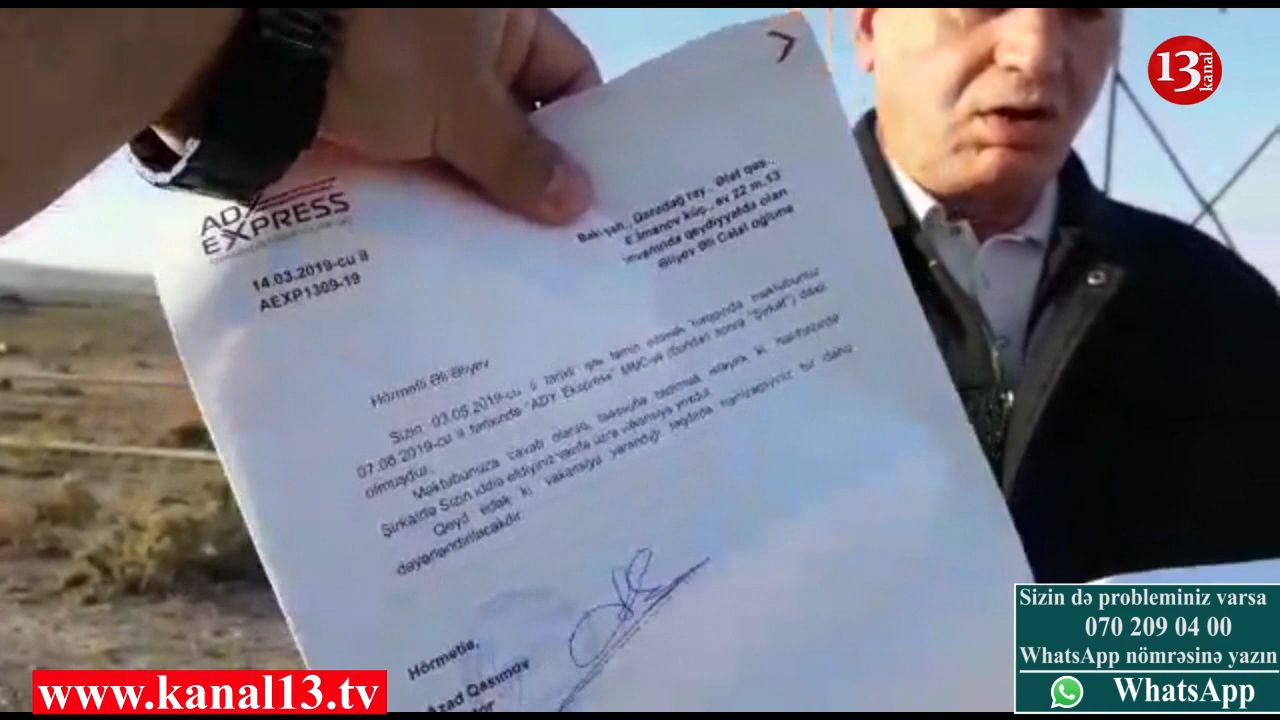 13
kanal
ADY
EXPRESS
14.03.2019-cu il
AEXP1309-19
Bakı şəh., Qaradağ ray., Ələt qəs.,
E.İmanov küç., ev 22 m.13
ünvanında qeydiyyatda olan
Əliyev Əli Cəlal oğluna
Hörmətli Əli Əliyev
Sizin 03.05.2019-cu il tarixli işlə təmin edilmək haqqında məktubunuz
07.06.2019-cu il tarixində "ADY Ekspress" MMC-yə (bundan sonra "Şirkət") daxil
olmuşdur.
Məktubunuza cavab olaraq, təəssüflə bildirmək istəyirik ki, hal-hazırda
Şirkətdə Sizin iddia etdiyiniz vəzifə üzrə vakansiya yoxdur.
Qeyd edək ki, vakansiya yarandığı təqdirdə namizədliyiniz bir daha
dəyərləndiriləcəkdir.
Hörmətlə,
Azad Qasımov
www.kanal13.tv
Sizin də probleminiz varsa
070 209 04 00
WhatsApp nömrəsinə yazın
WhatsApp